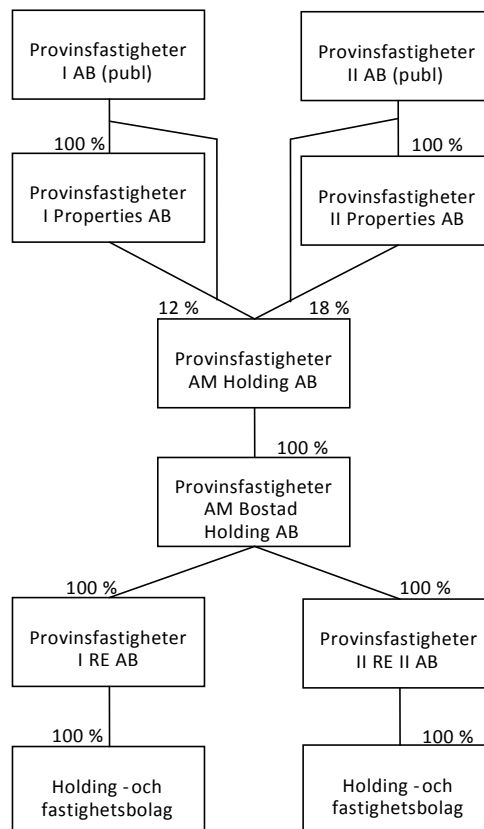 Provinsfastigheter
I AB (publ)
Provinsfastigheter
II AB (publ)
100 %
100 %
Provinsfastigheter
I Properties AB
Provinsfastigheter
II Properties AB
12 %
18 %
Provinsfastigheter
AM Holding AB
100 %
Provinsfastigheter
AM Bostad
Holding AB
100 %
100 %
Provinsfastigheter
I RE AB
Provinsfastigheter
II RE II AB
100 %
100 %
Holding - och
fastighetsbolag
Holding - och
fastighetsbolag